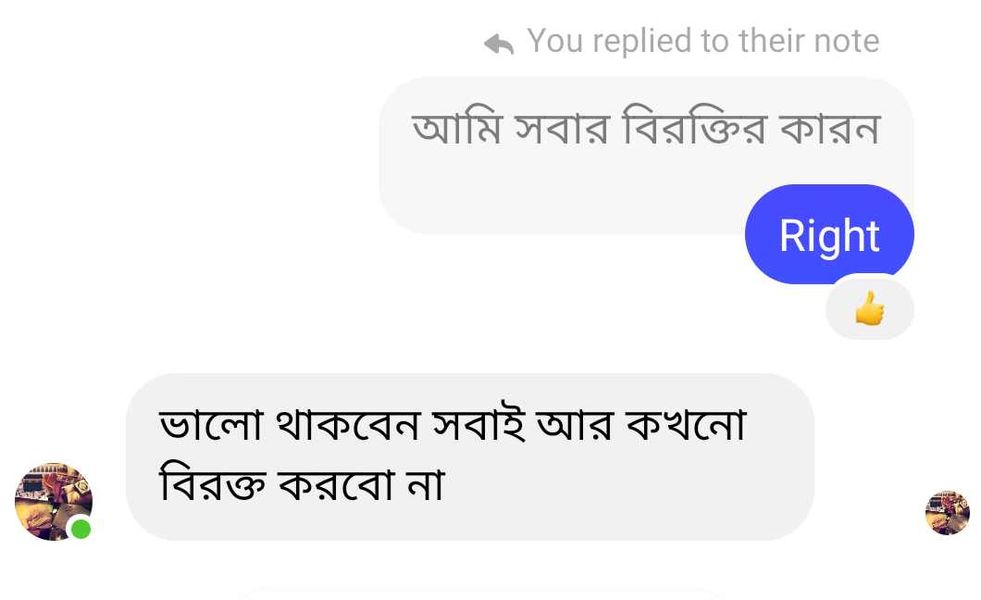 You replied to their note
আমি সবার বিরক্তির কারন
Right
ভালো থাকবেন সবাই আর কখনো
বিরক্ত করবো না